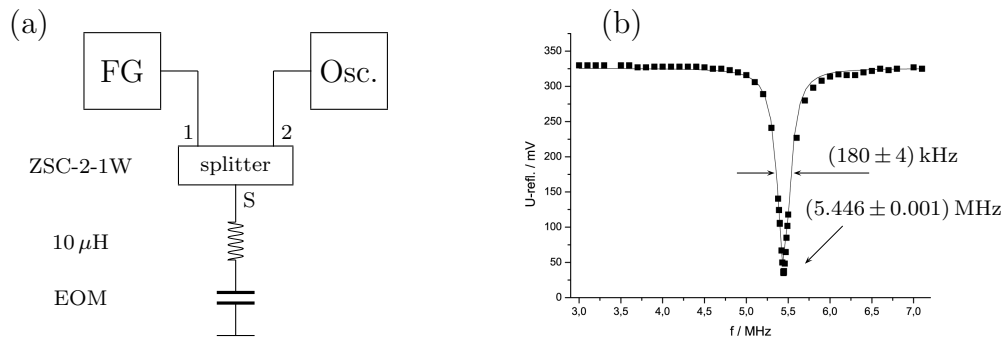 (a)
FG
Osc.
1
2
ZSC-2-1W
splitter
S
10 μH
EOM
(b)
U-refl. / mV
350
300
250
200
150
100
50
0
(180 ± 4) kHz
(5.446 ± 0.001) MHz
3,0 3,5 4,0 4,5 5,0 5,5 6,0 6,5 7,0
f / MHz